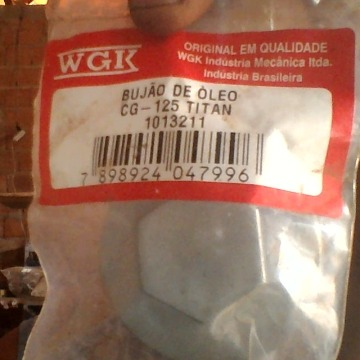 WGK
ORIGINAL EM QUALIDADE
WGK Indústria Mecânica ltda.
Indústria Brasileira
BUJÃO DE ÓLEO
CG-125 TITAN
1013211
7 898924 047996